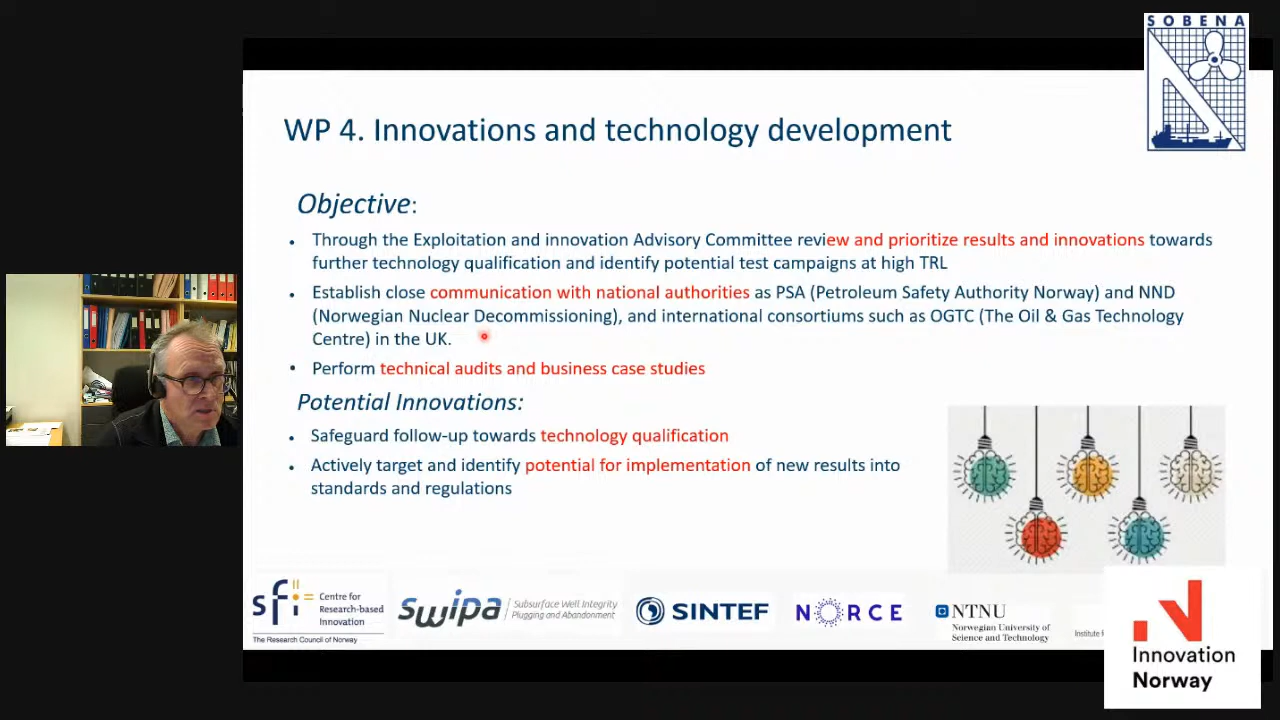 SOBENA
WP 4. Innovations and technology development
Objective:
• Through the Exploitation and innovation Advisory Committee review and prioritize results and innovations towards
further technology qualification and identify potential test campaigns at high TRL
• Establish close communication with national authorities as PSA (Petroleum Safety Authority Norway) and NND
(Norwegian Nuclear Decommissioning), and international consortiums such as OGTC (The Oil & Gas Technology
Centre) in the UK.
• Perform technical audits and business case studies
Potential Innovations:
• Safeguard follow-up towards technology qualification
• Actively target and identify potential for implementation of new results into
standards and regulations
sfi
Centre for
Research-based
Innovation
The Research Council of Norway
swipa
Subsurface Well Integrity
Plugging and Abandonment
SINTEF
NORCE
NTNU
Norwegian University of
Science and Technology
Institute f
Innovation
Norway